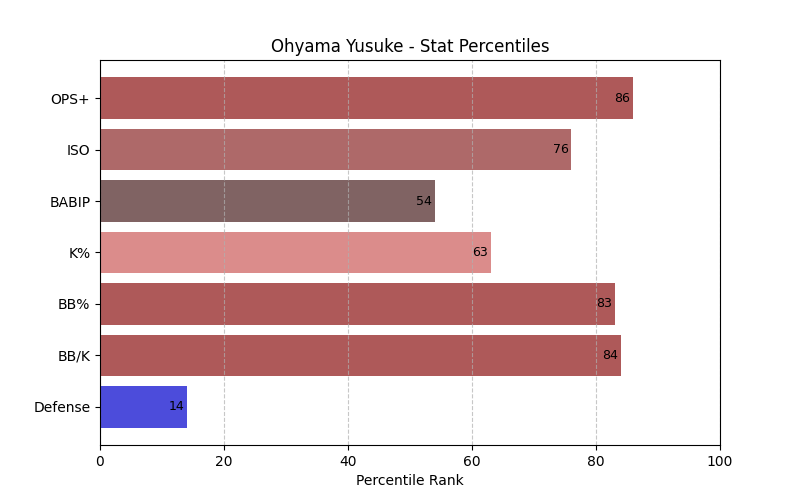 Ohyama Yusuke - Stat Percentiles
OPS+ 86
ISO 76
BABIP 54
K% 63
BB% 83
BB/K 84
Defense 14
0 20 40 60 80 100
Percentile Rank